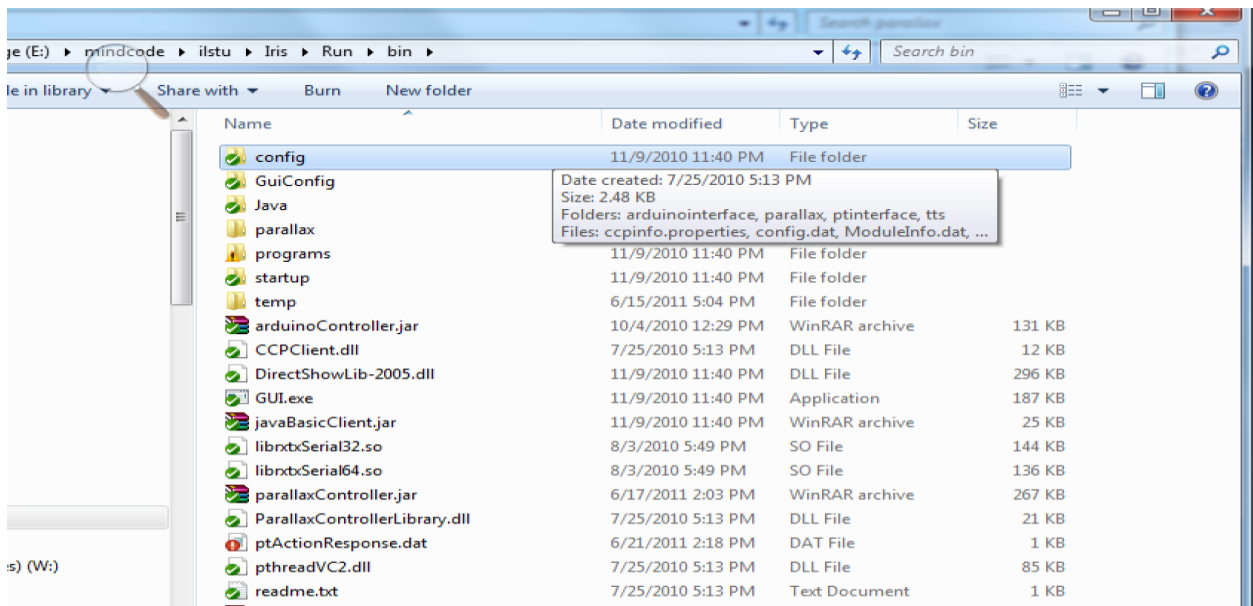 Search parallax
ge (E:) ▸ mindcode ▸ ilstu ▸ Iris ▸ Run ▸ bin ▸ Search bin
le in library Share with Burn New folder
Name Date modified Type Size
config 11/9/2010 11:40 PM File folder
GuiConfig
Java
parallax
Date created: 7/25/2010 5:13 PM
Size: 2.48 KB
Folders: arduinointerface, parallax, ptinterface, tts
Files: ccpinfo.properties, config.dat, ModuleInfo.dat, ...
programs 11/9/2010 11:40 PM File folder
startup 11/9/2010 11:40 PM File folder
temp 6/15/2011 5:04 PM File folder
arduinoController.jar 10/4/2010 12:29 PM WinRAR archive 131 KB
CCPClient.dll 7/25/2010 5:13 PM DLL File 12 KB
DirectShowLib-2005.dll 11/9/2010 11:40 PM DLL File 296 KB
GUI.exe 11/9/2010 11:40 PM Application 187 KB
javaBasicClient.jar 11/9/2010 11:40 PM WinRAR archive 25 KB
librxtxSerial32.so 8/3/2010 5:49 PM SO File 144 KB
librxtxSerial64.so 8/3/2010 5:49 PM SO File 136 KB
parallaxController.jar 6/17/2011 2:03 PM WinRAR archive 267 KB
ParallaxControllerLibrary.dll 7/25/2010 5:13 PM DLL File 21 KB
ptActionResponse.dat 6/21/2011 2:18 PM DAT File 1 KB
es) (W:) pthreadVC2.dll 7/25/2010 5:13 PM DLL File 85 KB
readme.txt 7/25/2010 5:13 PM Text Document 1 KB